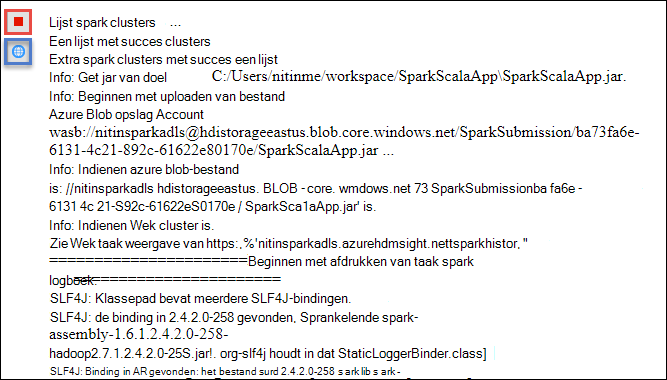 Lijst spark clusters ...
Een lijst met succes clusters
Extra spark clusters met succes een lijst
Info: Get jar van doel C:/Users/nitinme/workspace/SparkScalaApp\SparkScalaApp.jar.
Info: Beginnen met uploaden van bestand
Azure Blob opslag Account
wasb://nitinsparkadls@hdistorageeastus.blob.core.windows.net/SparkSubmission/ba73fa6e-
6131-4c21-892c-61622e80170e/SparkScalaApp.jar ...
Info: Indienen azure blob-bestand
is: //nitinsparkadls hdistorageeastus. BLOB - core. wmdows.net 73 SparkSubmissionba fa6e -
6131 4c 21-S92c-61622eS0170e / SparkSca1aApp.jar' is.
Info: Indienen Wek cluster is.
Zie Wek taak weergave van https:,%'nitinsparkadls.azurehdmsight.nettsparkhistor, "
======================Beginnen met afdrukken van taak spark
logboek.=======================
SLF4J: Klassepad bevat meerdere SLF4J-bindingen.
SLF4J: de binding in 2.4.2.0-258 gevonden, Sprankelende spark-
assembly-1.6.1.2.4.2.0-258-
hadoop2.7.1.2.4.2.0-25S.jar!. org-slf4j houdt in dat StaticLoggerBinder.class]
SLF4J: Binding in AR gevonden: het bestand surd 2.4.2.0-258 s ark lib s ark -